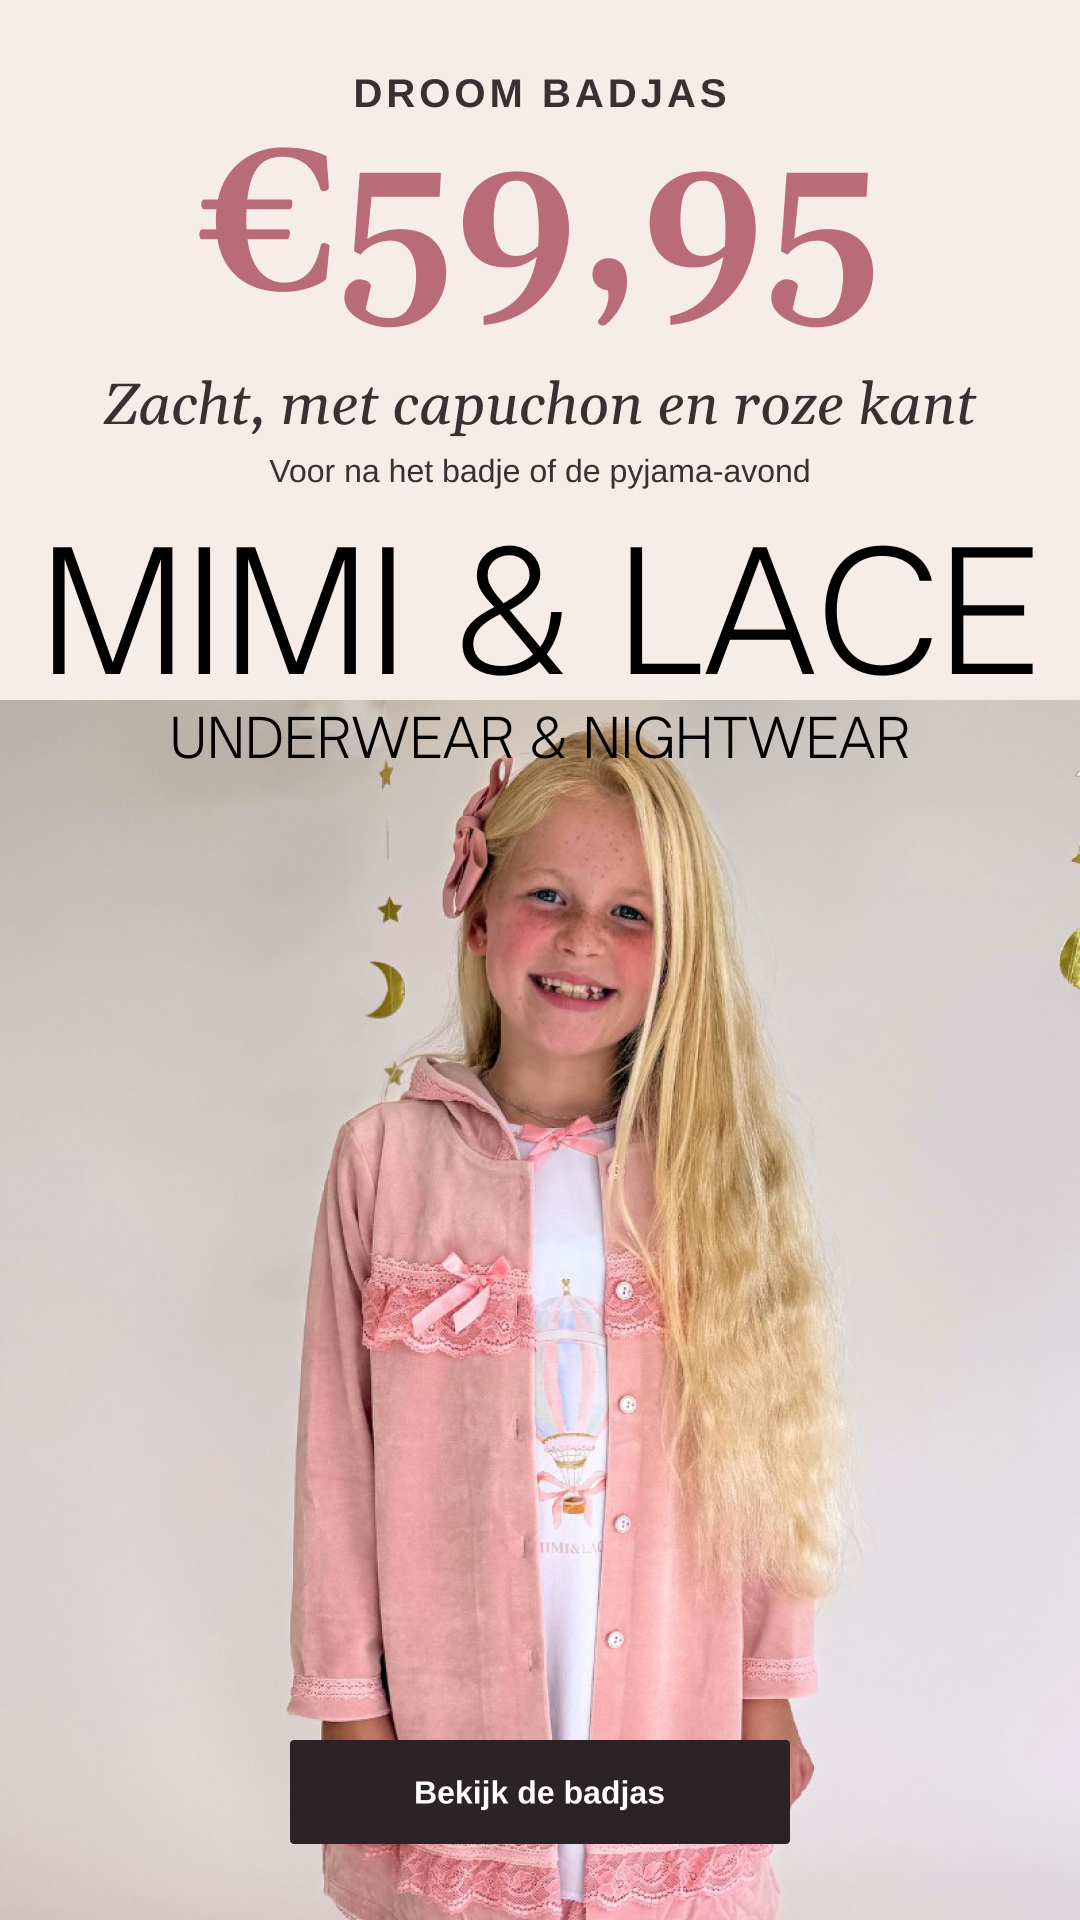 DROOM BADJAS
€59,95
Zacht, met capuchon en roze kant
Voor na het badje of de pyjama-avond
MIMI & LACE
UNDERWEAR & NIGHTWEAR
Bekijk de badjas